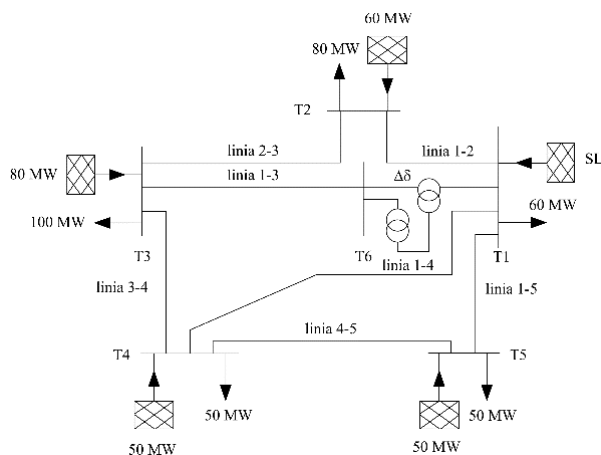 60 MW
80 MW
T2
linia 2-3
linia 1-2
SL
80 MW
linia 1-3
Δδ
60 MW
100 MW
T3
T6
linia 1-4
T1
linia 3-4
linia 1-5
linia 4-5
T4
T5
50 MW
50 MW
50 MW
50 MW